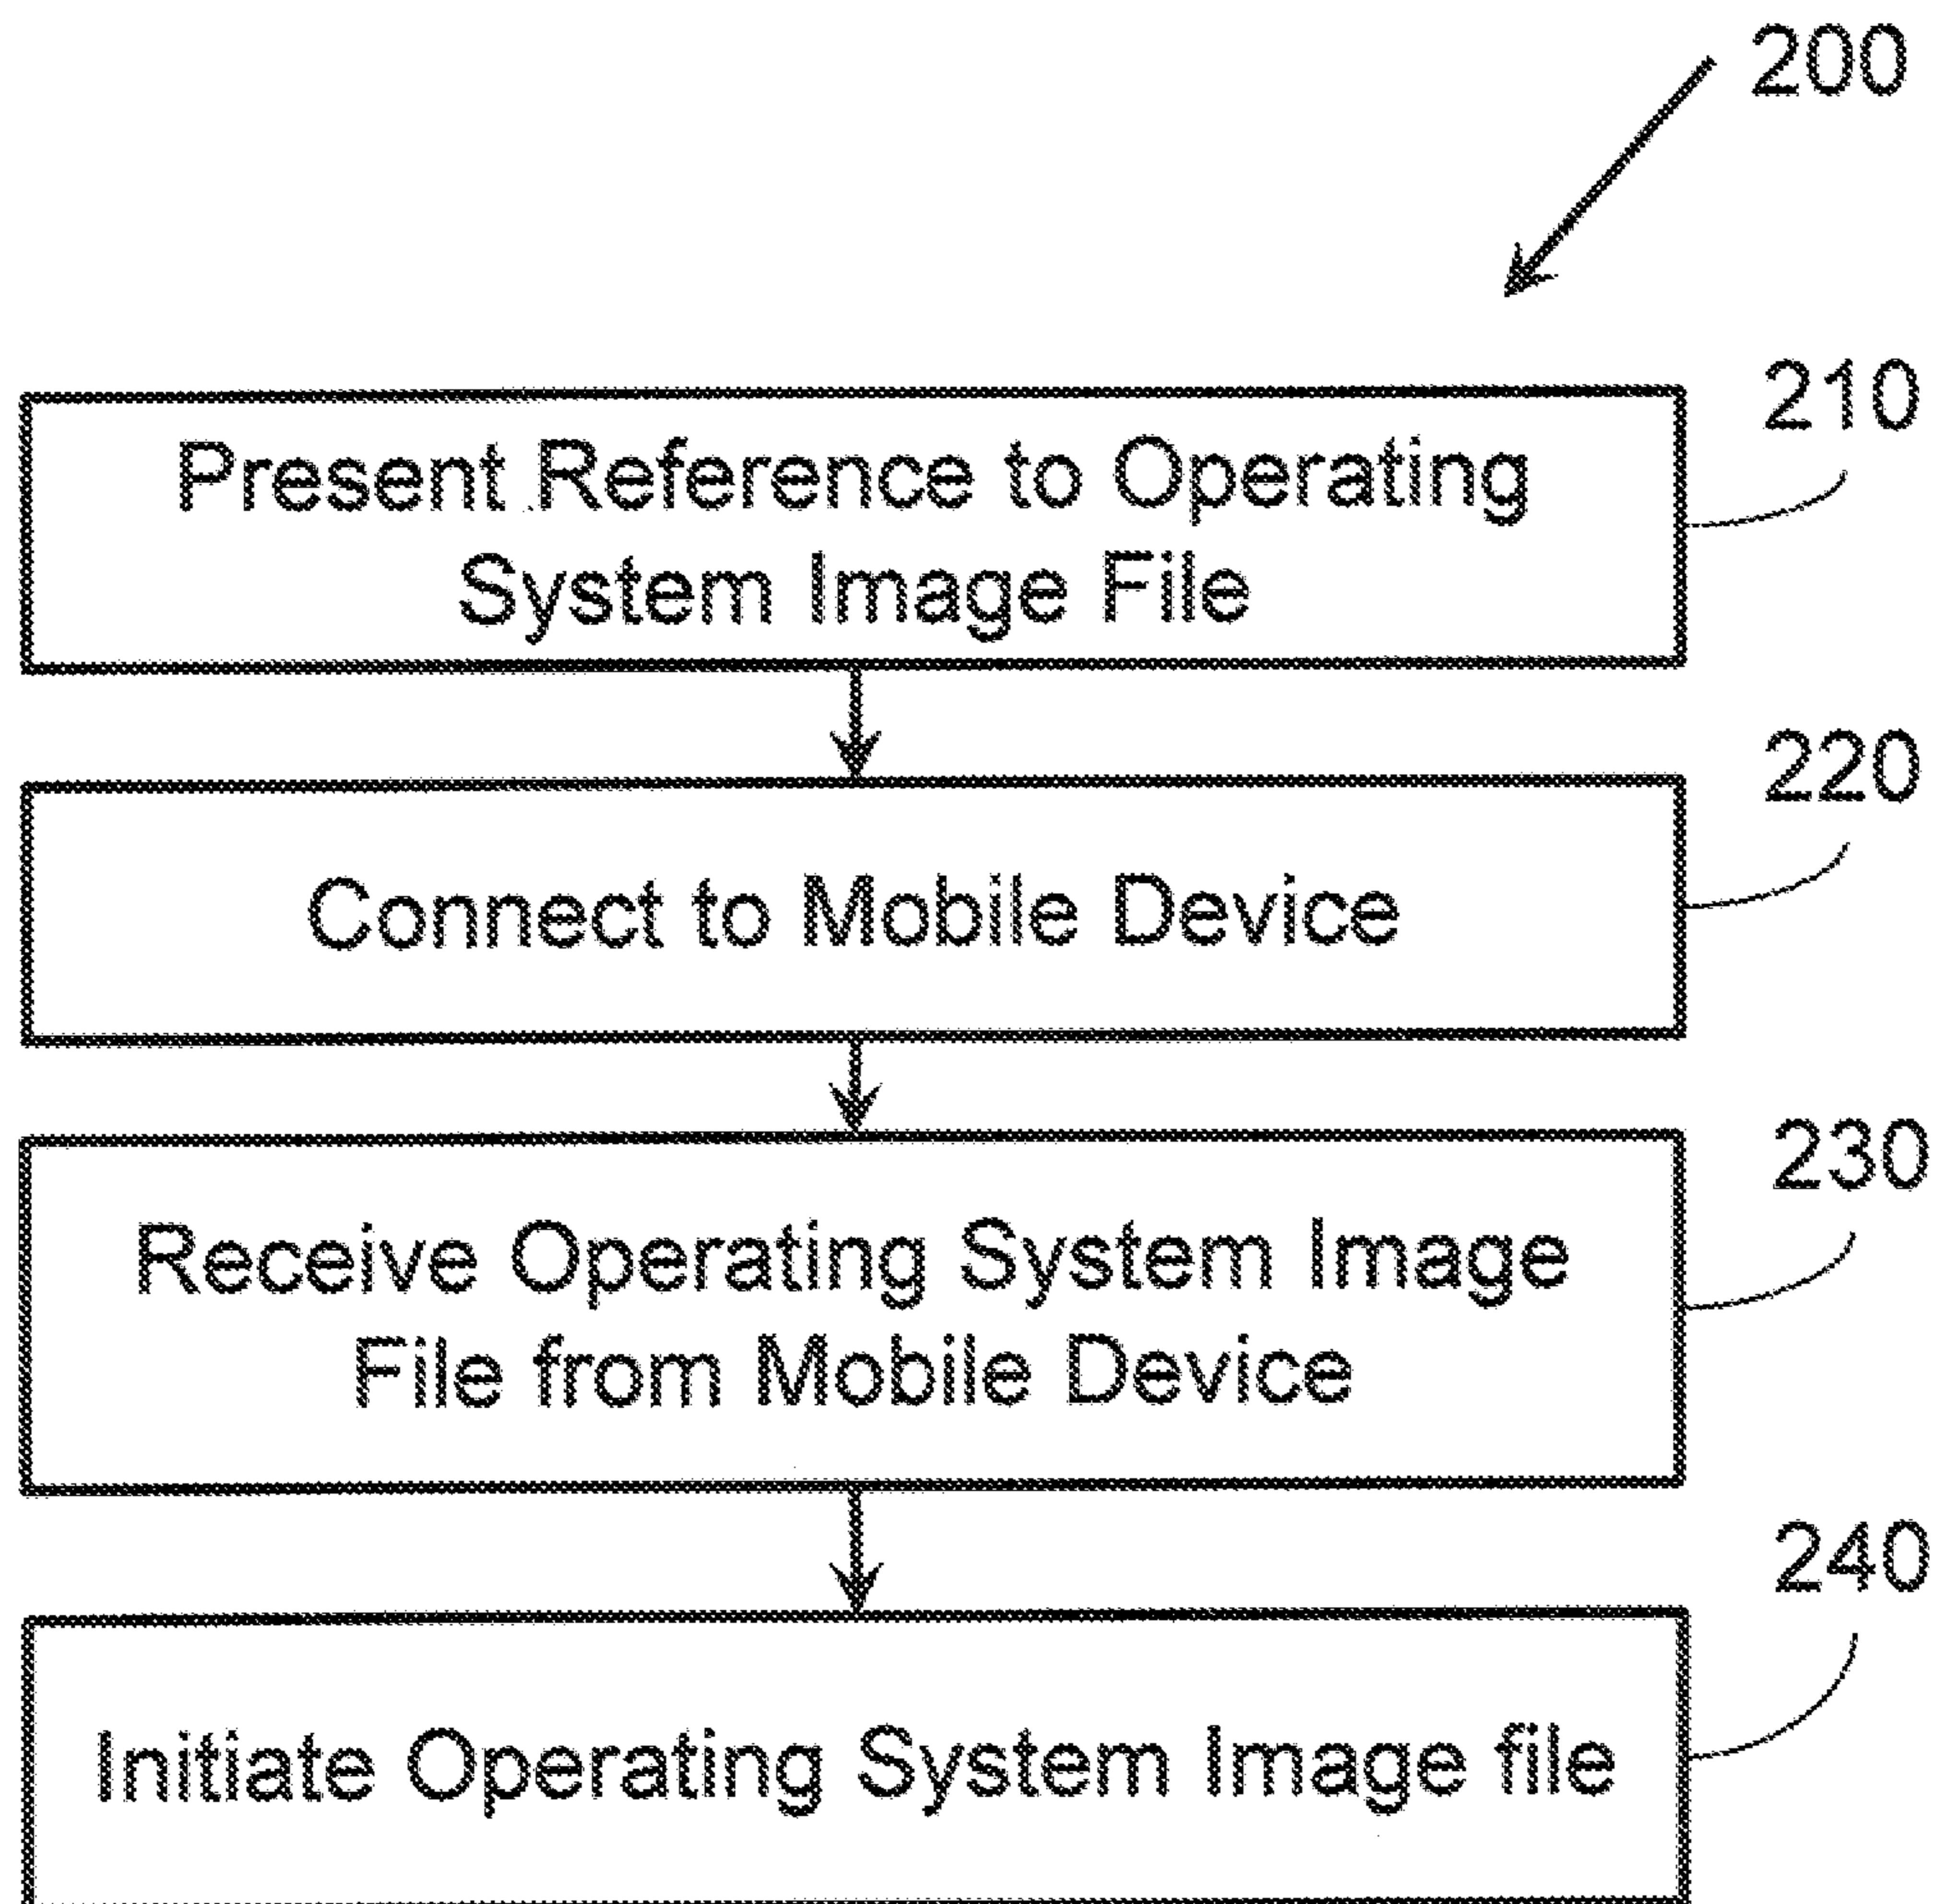 200
210
Present Reference to Operating
System Image File
220
Connect to Mobile Device
230
Receive Operating System Image
File from Mobile Device
240
Initiate Operating System Image file